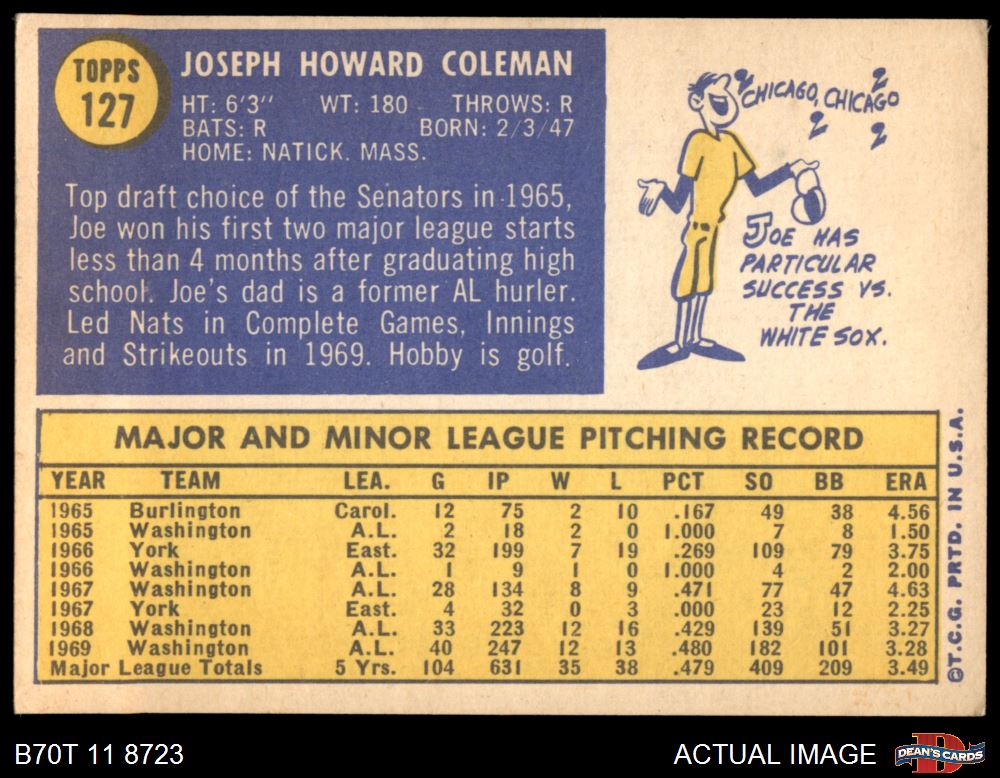 TOPPS
127
JOSEPH HOWARD COLEMAN
HT: 6'3" WT: 180 THROWS: R
BATS: R BORN: 2/3/47
HOME: NATICK. MASS.
Top draft choice of the Senators in 1965,
Joe won his first two major league starts
less than 4 months after graduating high
school. Joe's dad is a former AL hurler.
Led Nats in Complete Games, Innings
and Strikeouts in 1969. Hobby is golf.
CHICAGO, CHICAGO
JOE HAS
PARTICULAR
SUCCESS VS.
THE
WHITE SOX.
MAJOR AND MINOR LEAGUE PITCHING RECORD
YEAR TEAM LEA. G IP W L PCT SO BB ERA
1965 Burlington Carol. 12 75 2 10 .167 49 38 4.56
1965 Washington A.L. 2 18 2 0 1.000 7 8 1.50
1966 York East. 32 199 7 19 .269 109 79 3.75
1966 Washington A.L. 1 9 1 0 1.000 4 2 2.00
1967 Washington A.L. 28 134 8 9 .471 77 47 4.63
1967 York East. 4 32 0 3 .000 23 12 2.25
1968 Washington A.L. 33 223 12 16 .429 139 51 3.27
1969 Washington A.L. 40 247 12 13 .480 182 101 3.28
Major League Totals 5 Yrs. 104 631 35 38 .479 409 209 3.49
©T.C.G. PRTD. IN U.S.A.
B70T 11 8723
ACTUAL IMAGE
DEAN'S CARDS